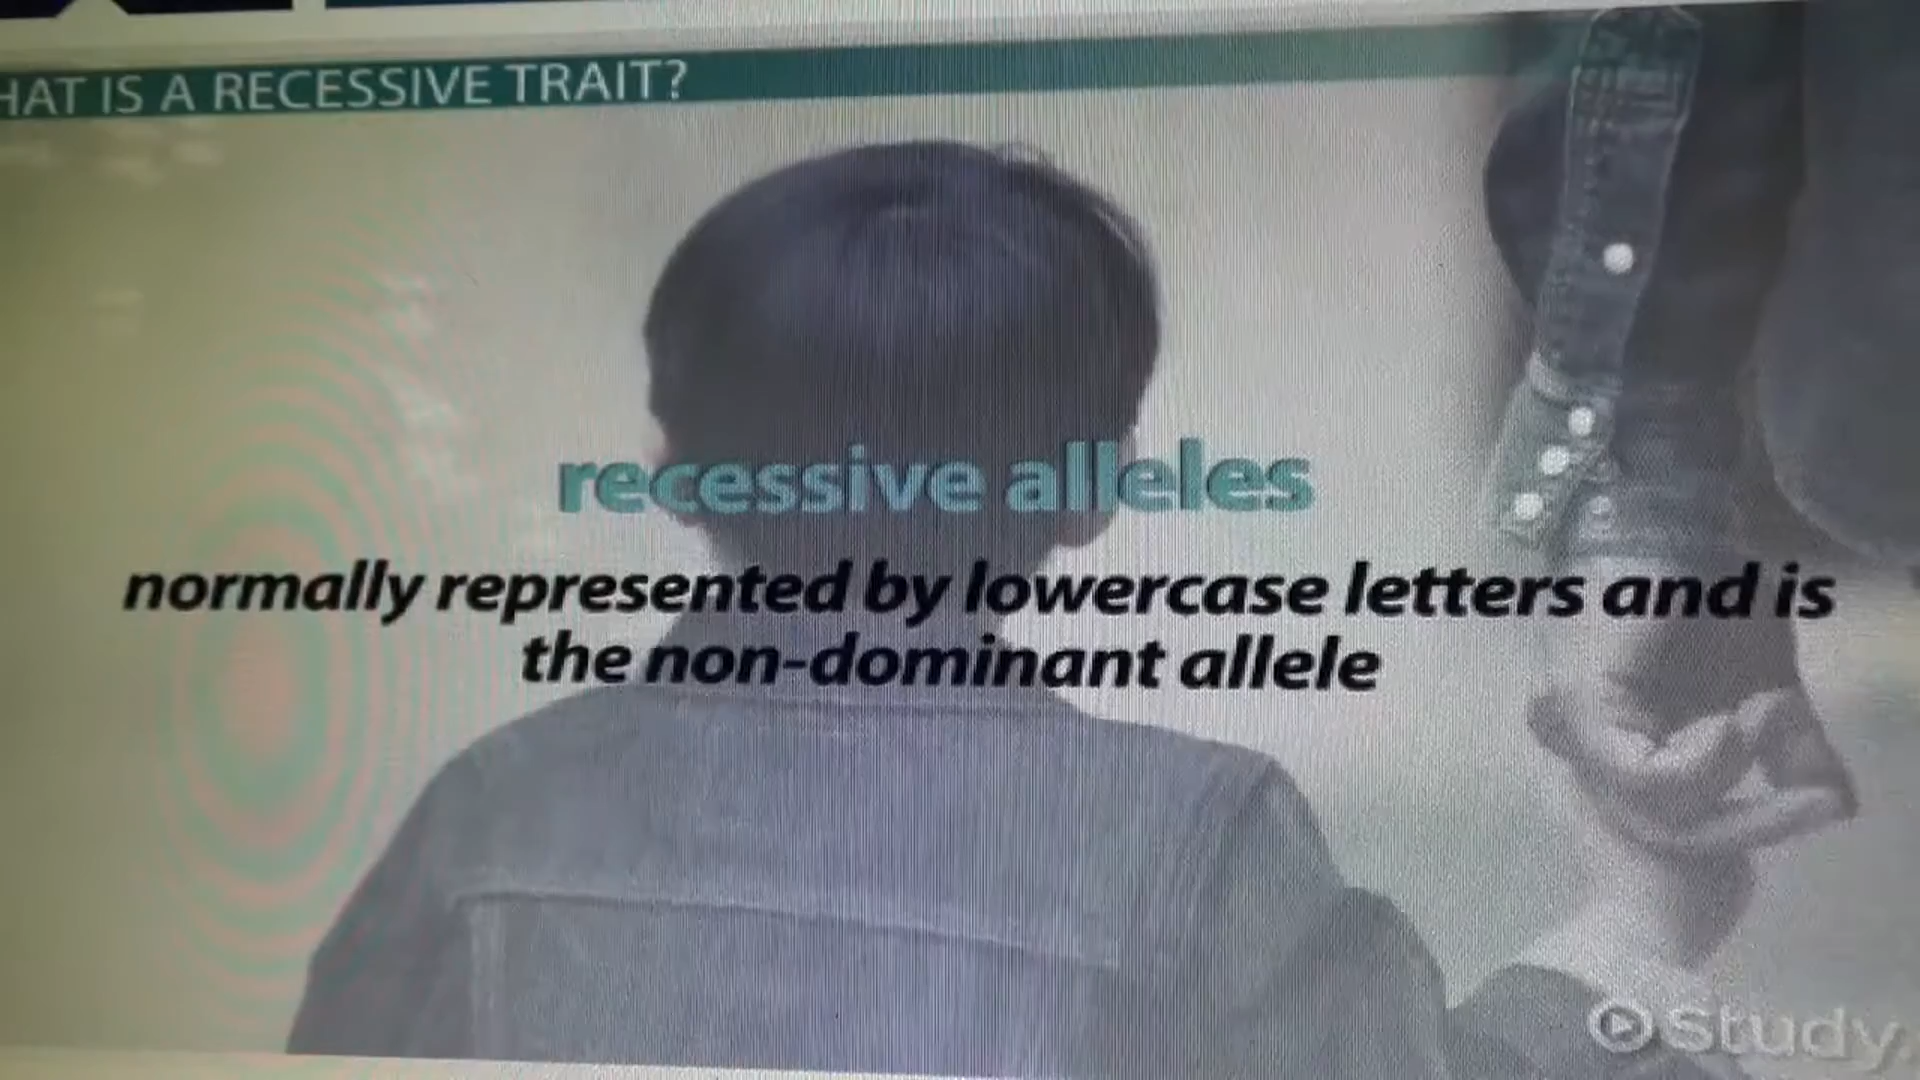 HAT IS A RECESSIVE TRAIT?
recessive alleles
normally represented by lowercase letters and is
the non-dominant allele
Study.